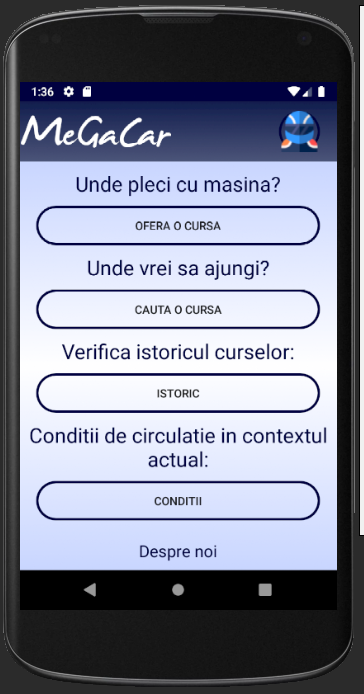 1:36
MeGaCar
Unde pleci cu masina?
OFERA O CURSA
Unde vrei sa ajungi?
CAUTA O CURSA
Verifica istoricul curselor:
ISTORIC
Conditii de circulatie in contextul
actual:
CONDITII
Despre noi